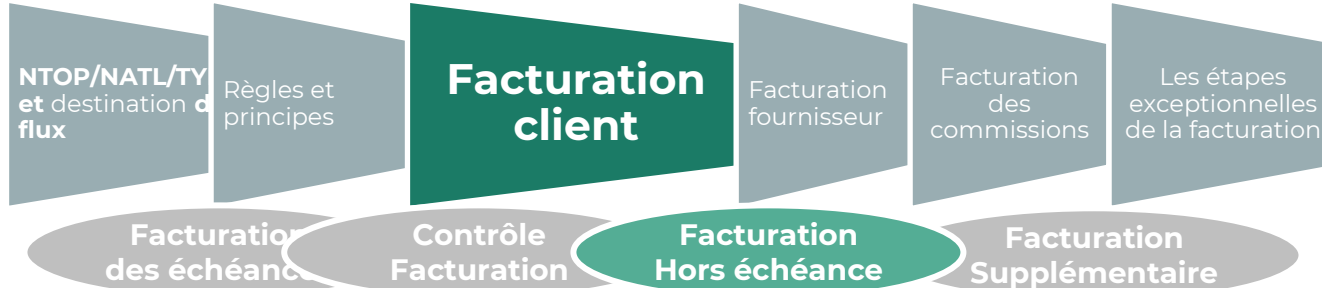 NTOP/NATL/TY
et destination d
flux
Règles et
principes
Facturation
client
Facturation
fournisseur
Facturation
des
commissions
Les étapes
exceptionnelles
de la facturation
Facturation
des échéanc
Contrôle
Facturation
Facturation
Hors échéance
Facturation
Supplémentaire